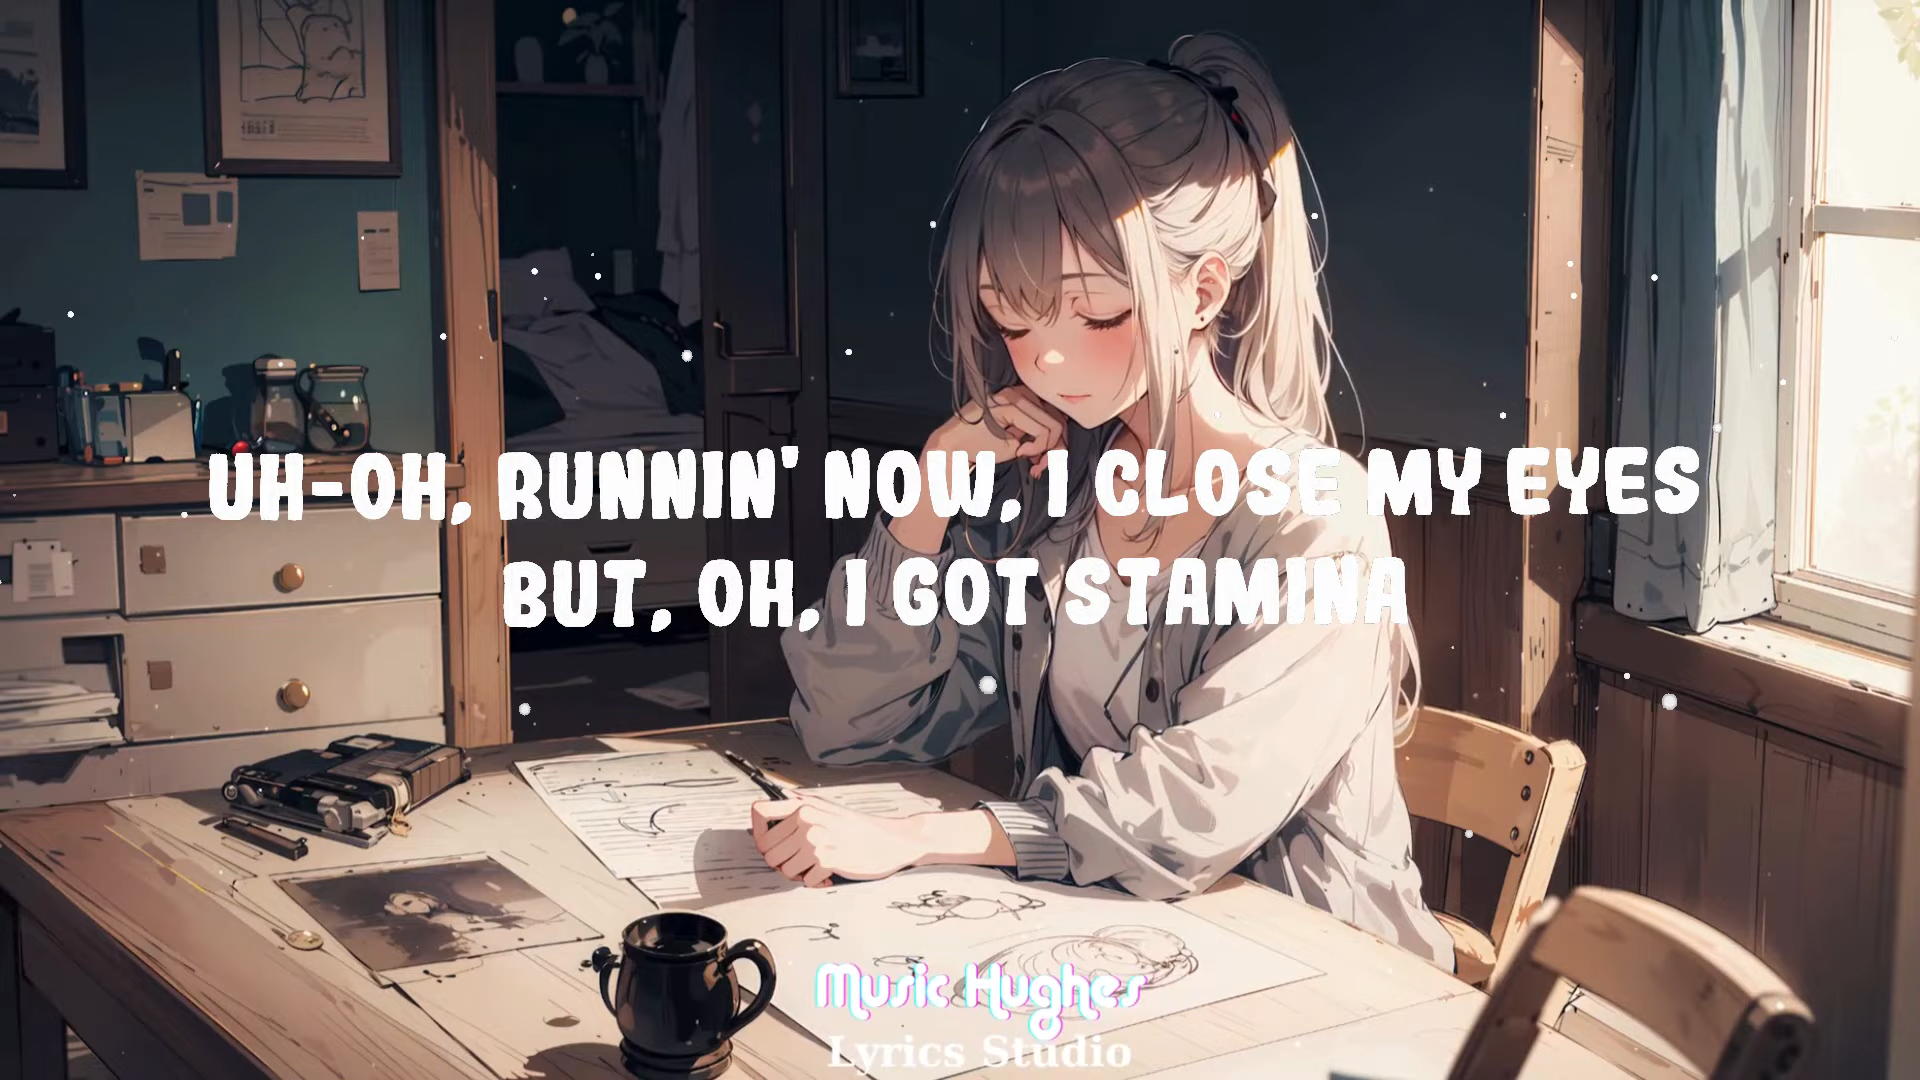 UH-OH, RUNNIN' NOW, I CLOSE MY EYES
BUT, OH, I GOT STAMINA
Music Hughes
Lyrics Studio